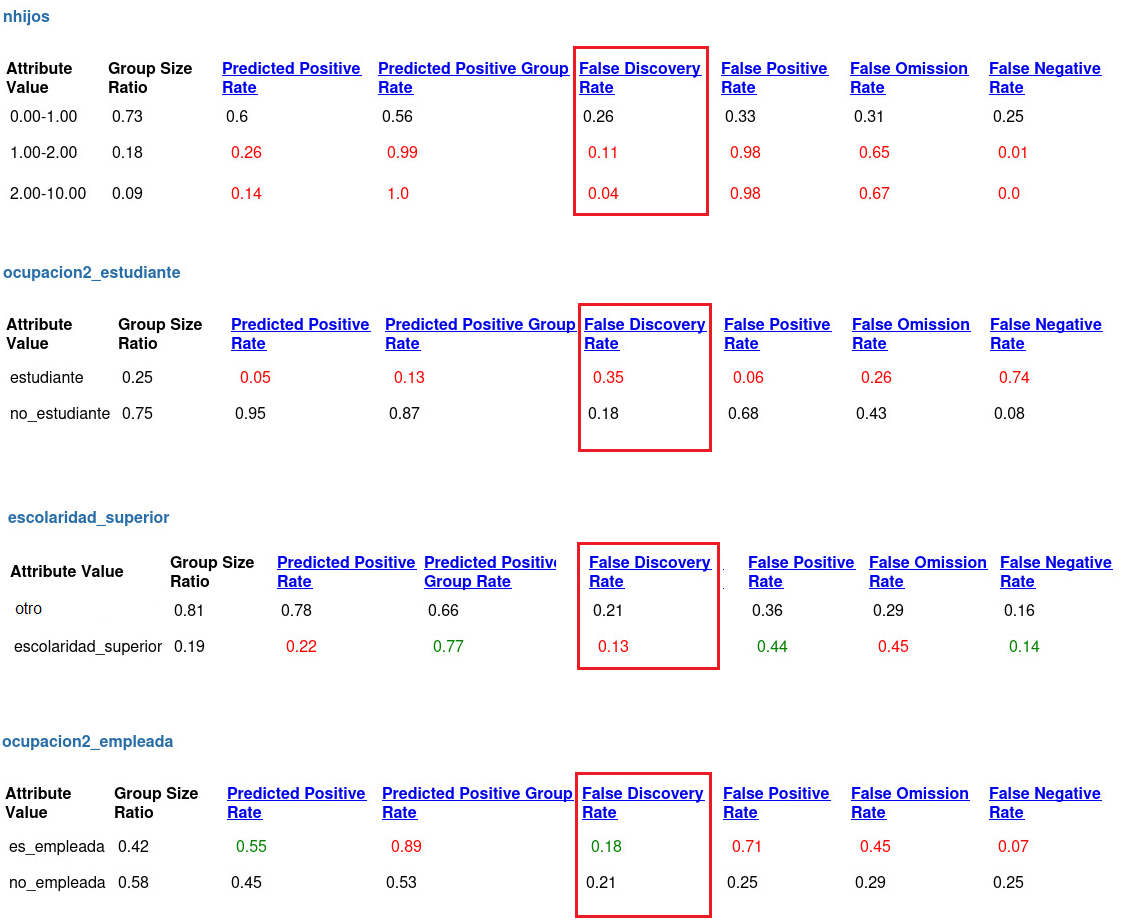 nhijos
Attribute Value Group Size Ratio Predicted Positive Rate Predicted Positive Group Rate False Discovery Rate False Positive Rate False Omission Rate False Negative Rate
0.00-1.00 0.73 0.6 0.56 0.26 0.33 0.31 0.25
1.00-2.00 0.18 0.26 0.99 0.11 0.98 0.65 0.01
2.00-10.00 0.09 0.14 1.0 0.04 0.98 0.67 0.0
ocupacion2_estudiante
Attribute Value Group Size Ratio Predicted Positive Rate Predicted Positive Group Rate False Discovery Rate False Positive Rate False Omission Rate False Negative Rate
estudiante 0.25 0.05 0.13 0.35 0.06 0.26 0.74
no_estudiante 0.75 0.95 0.87 0.18 0.68 0.43 0.08
escolaridad_superior
Attribute Value Group Size Ratio Predicted Positive Rate Predicted Positive Group Rate False Discovery Rate False Positive Rate False Omission Rate False Negative Rate
otro 0.81 0.78 0.66 0.21 0.36 0.29 0.16
escolaridad_superior 0.19 0.22 0.77 0.13 0.44 0.45 0.14
ocupacion2_empleada
Attribute Value Group Size Ratio Predicted Positive Rate Predicted Positive Group Rate False Discovery Rate False Positive Rate False Omission Rate False Negative Rate
es_empleada 0.42 0.55 0.89 0.18 0.71 0.45 0.07
no_empleada 0.58 0.45 0.53 0.21 0.25 0.29 0.25